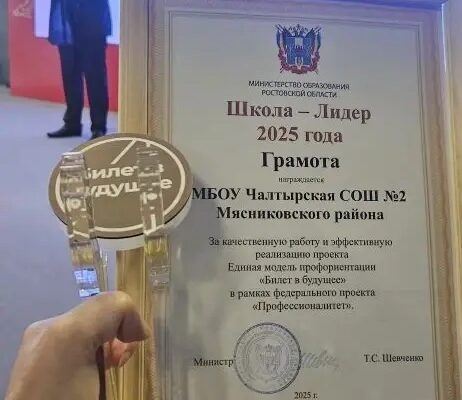 МИНИСТЕРСТВО ОБРАЗОВАНИЯ
РОСТОВСКОЙ ОБЛАСТИ
Школа – Лидер
2025 года
Грамота
награждается
МБОУ Чалтырская СОШ №2
Мясниковского района
За качественную работу и эффективную
реализацию проекта
Единая модель профориентации
«Билет в будущее»
в рамках федерального проекта
«Профессионалитет».
Министр
Т.С. Шевченко
2025 г.
Билет в
будущее